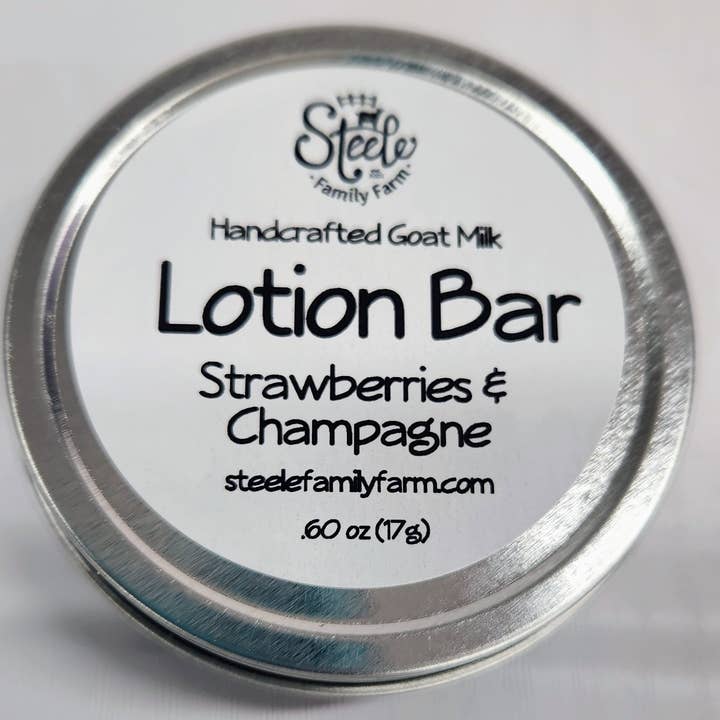 Steele
Family Farm
Handcrafted Goat Milk
Lotion Bar
Strawberries &
Champagne
steelefamilyfarm.com
.60 oz (17g)